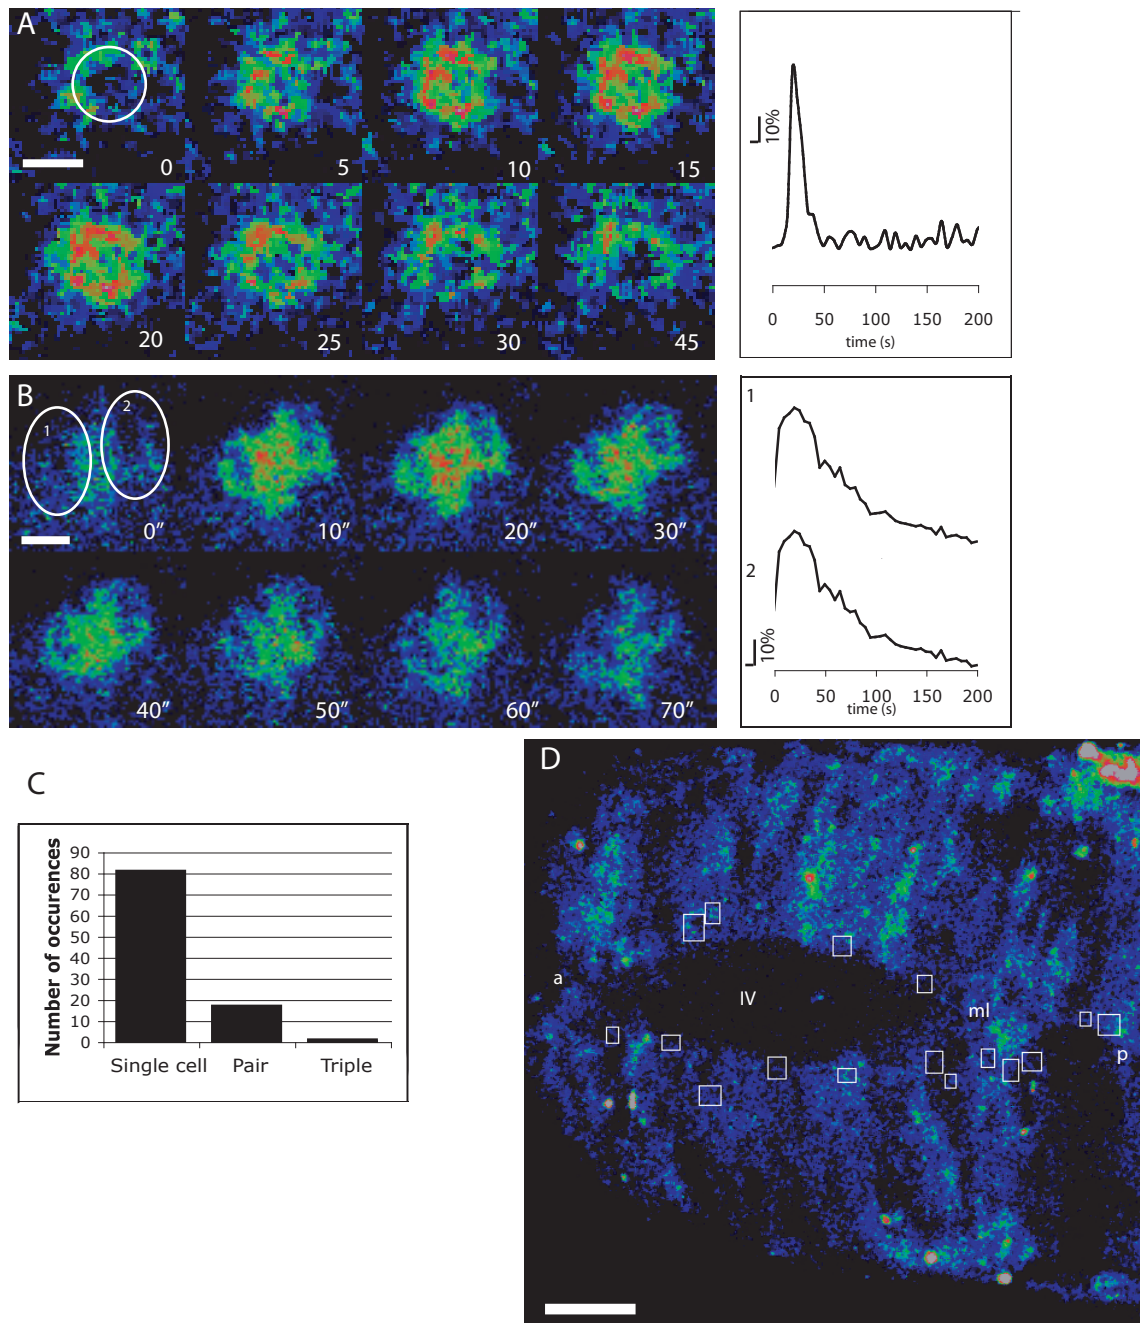 A
0
5
10
15
20
25
30
45
10%
0 50 100 150 200
time (s)
B
1
2
0″
10″
20″
30″
40″
50″
60″
70″
1
2
10%
0 50 100 150 200
time (s)
C
Number of occurences
90
80
70
60
50
40
30
20
10
0
Single cell Pair Triple
D
a
IV
ml
p